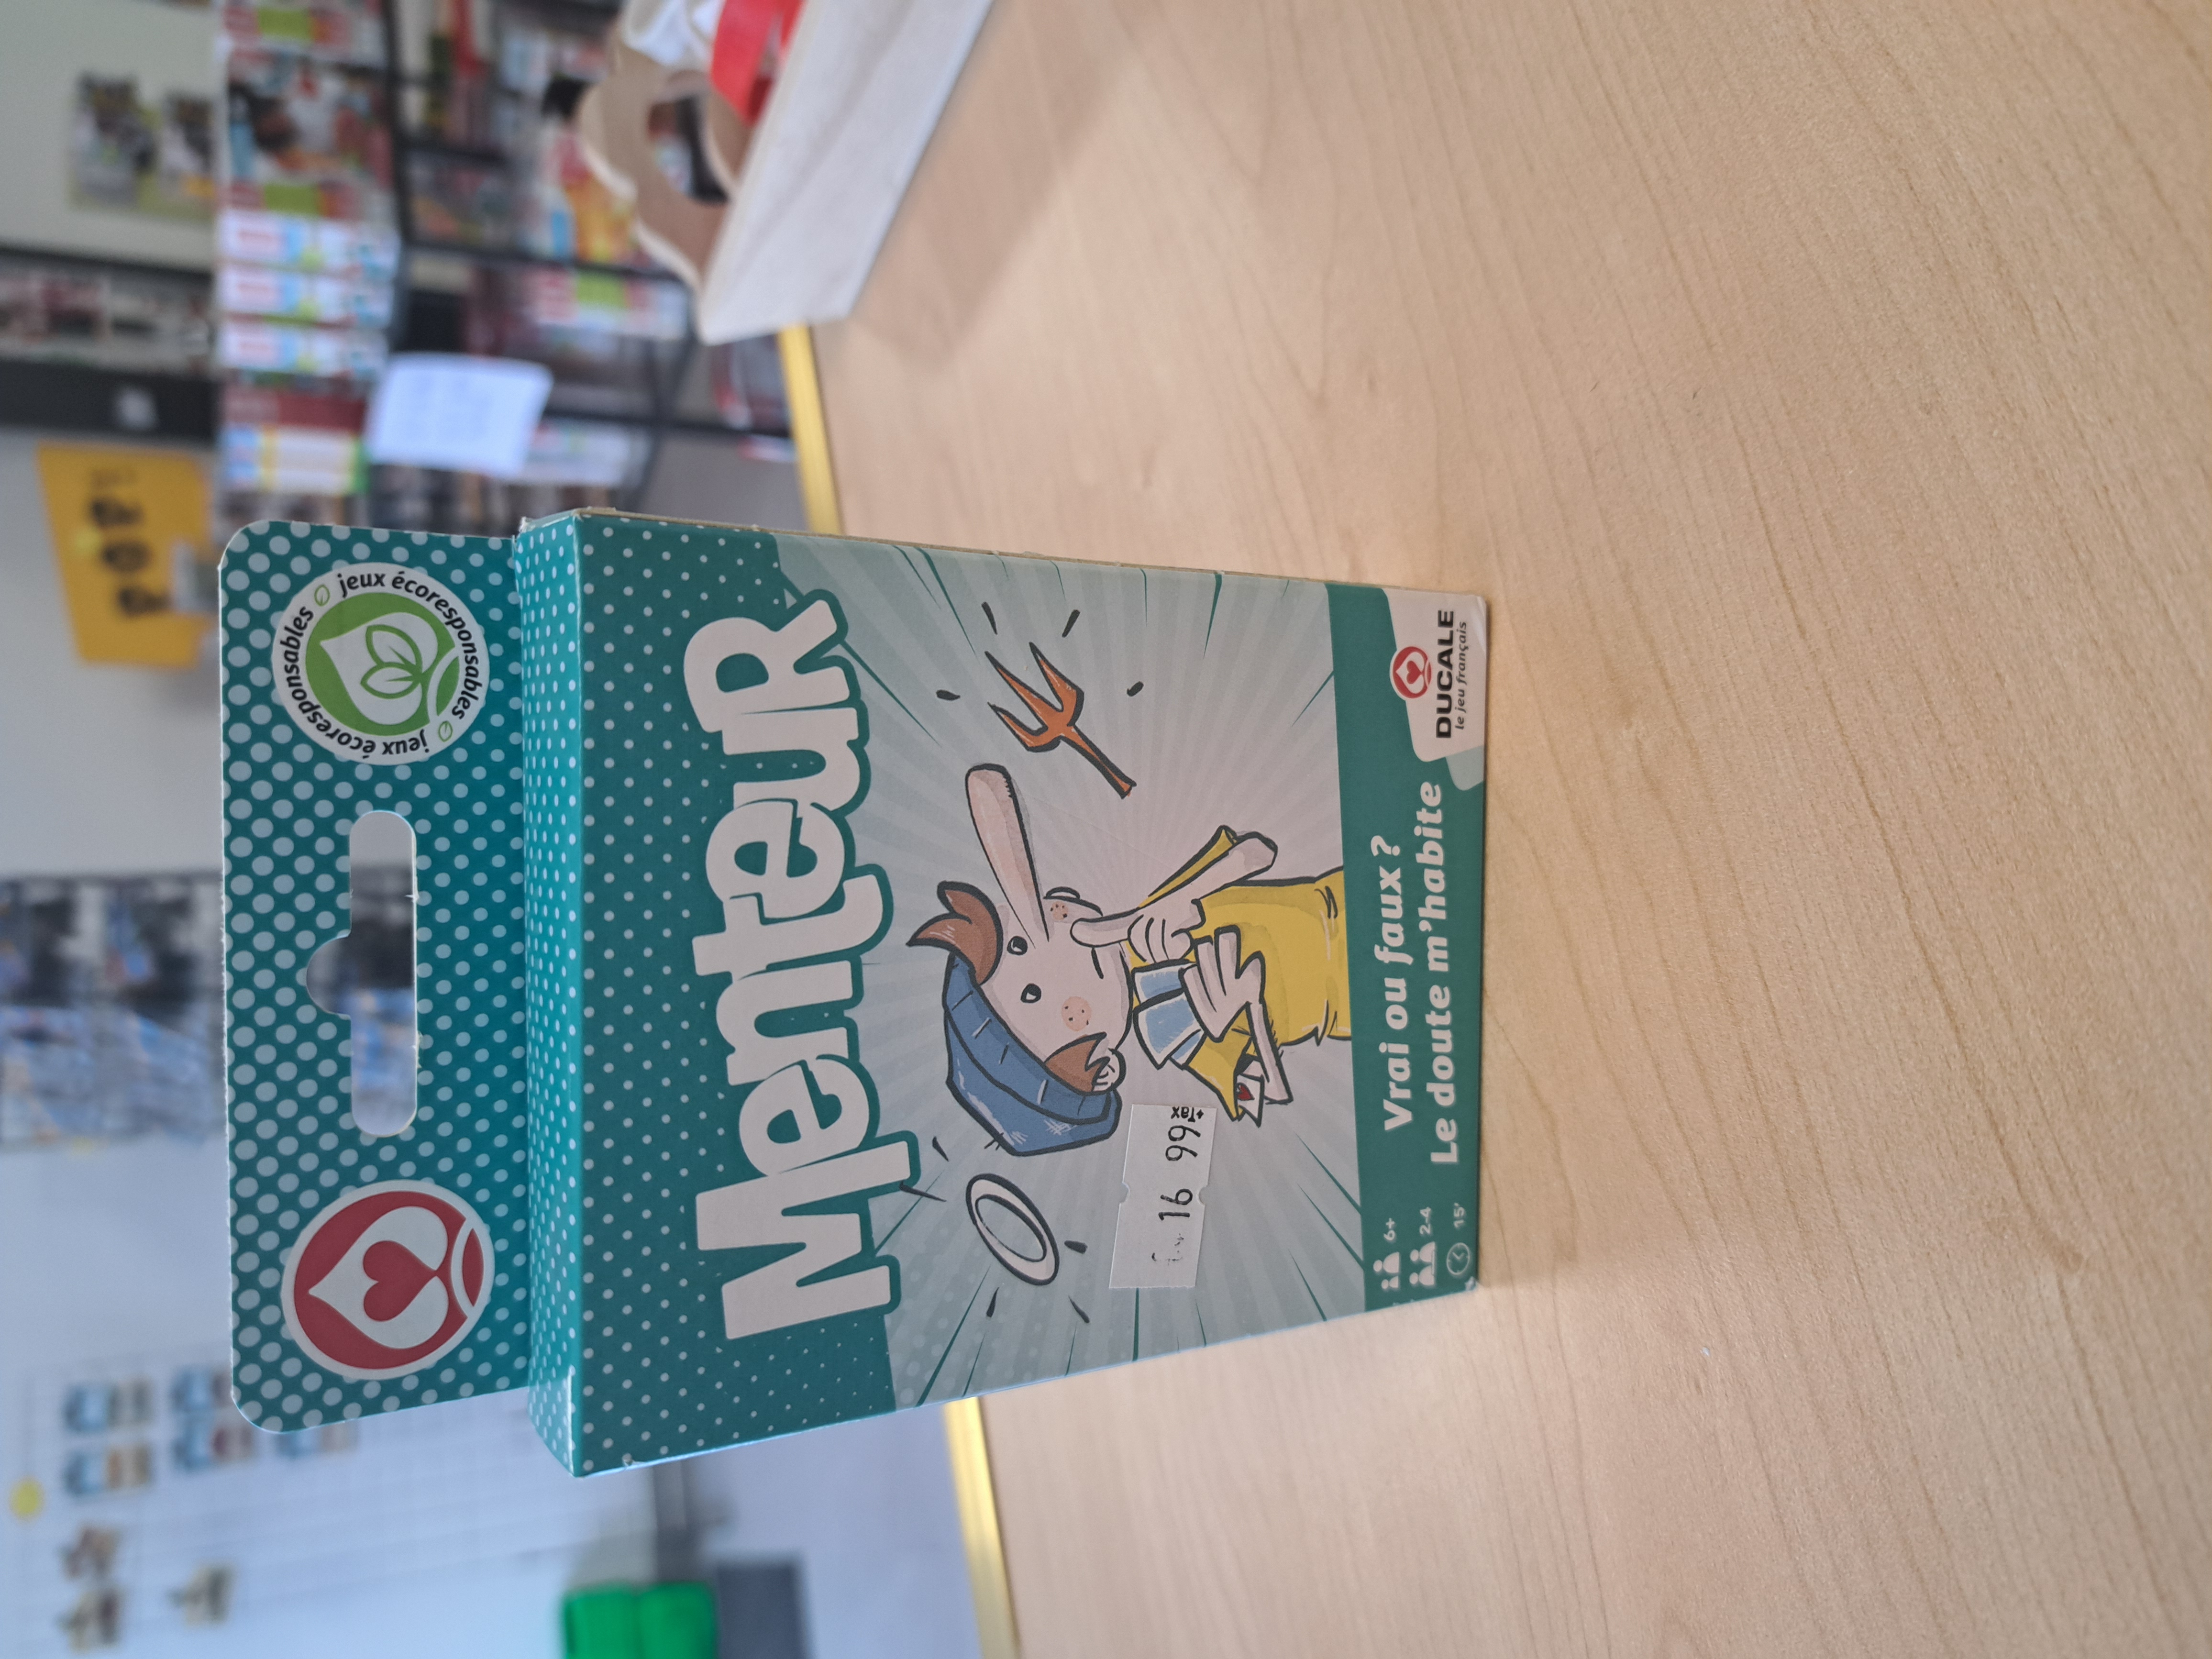 jeux écoresponsables
jeux écoresponsables
Menteur
16 99$
+Tax
Vrai ou faux ?
Le doute m'habite
6+
2-4
15'
DUCALE
le jeu français